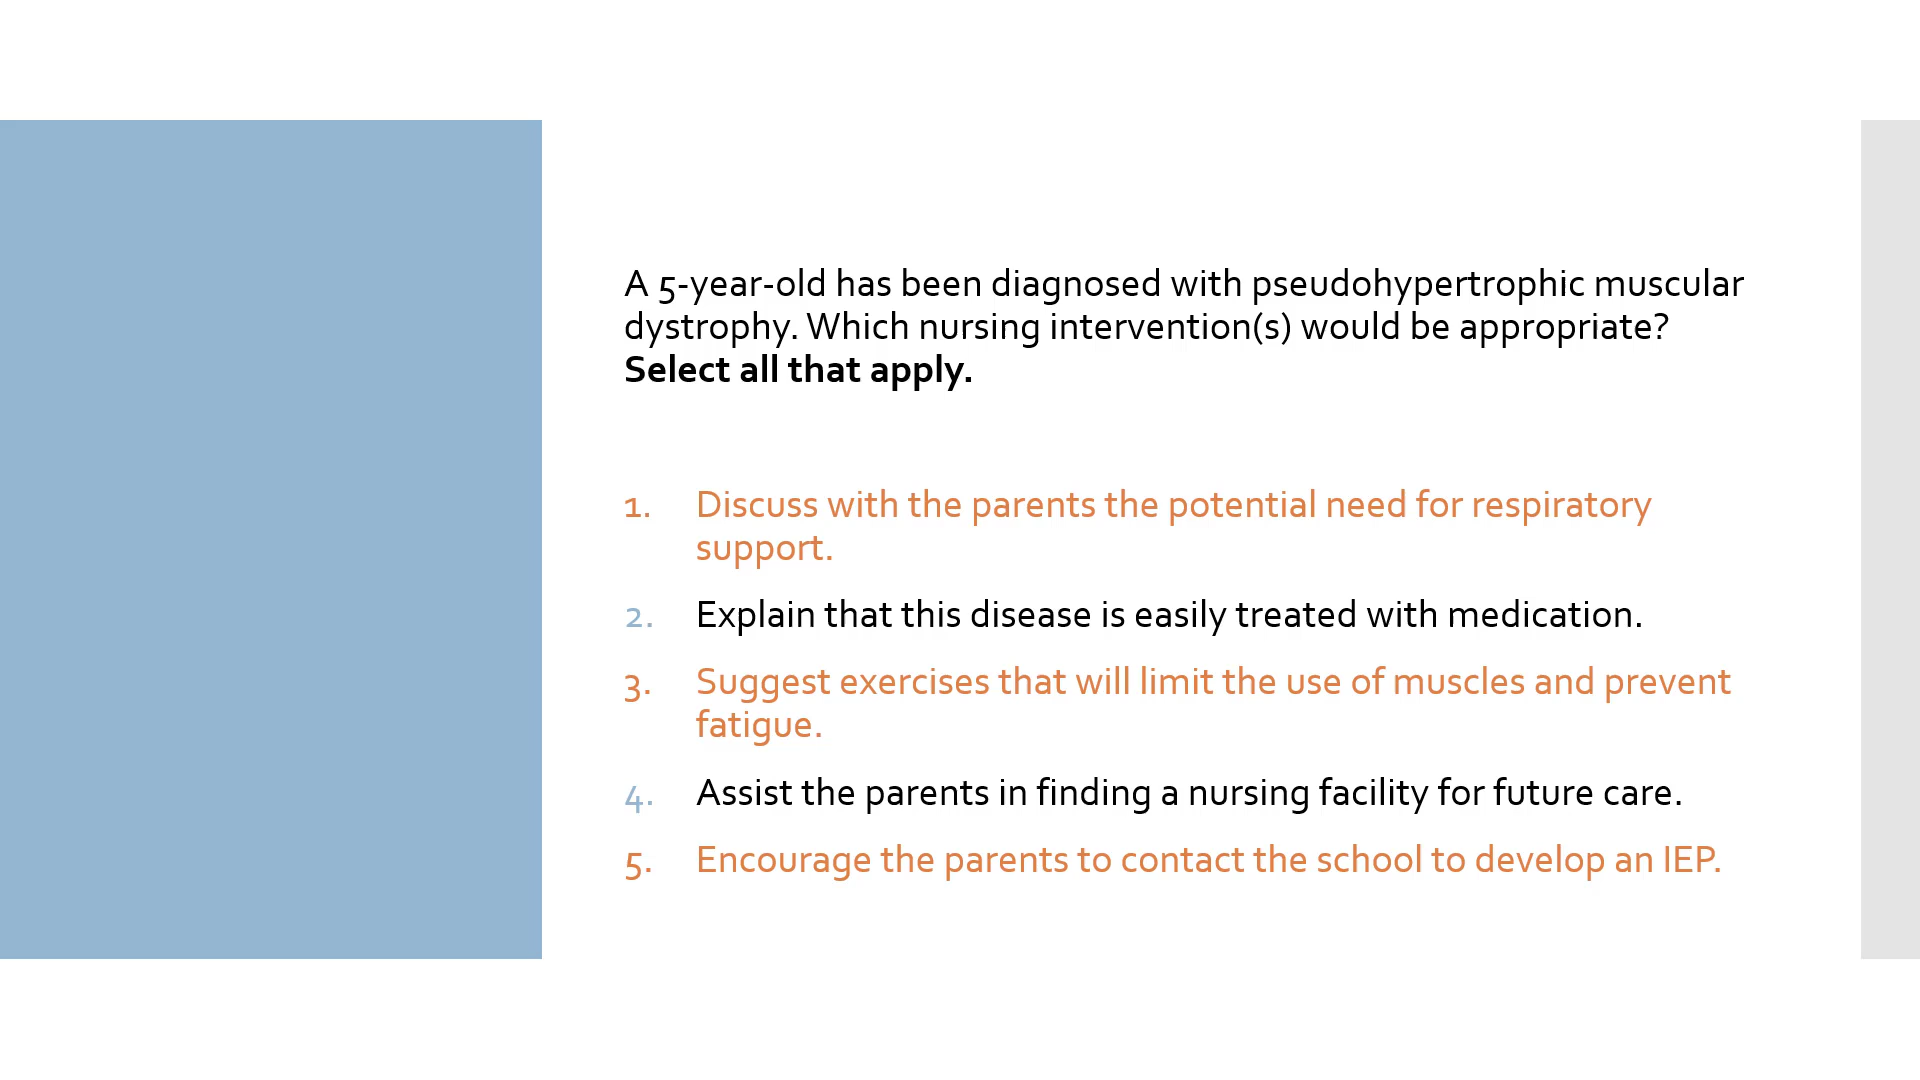 A 5-year-old has been diagnosed with pseudohypertrophic muscular
dystrophy. Which nursing intervention(s) would be appropriate?
Select all that apply.
1. Discuss with the parents the potential need for respiratory
support.
2. Explain that this disease is easily treated with medication.
3. Suggest exercises that will limit the use of muscles and prevent
fatigue.
4. Assist the parents in finding a nursing facility for future care.
5. Encourage the parents to contact the school to develop an IEP.